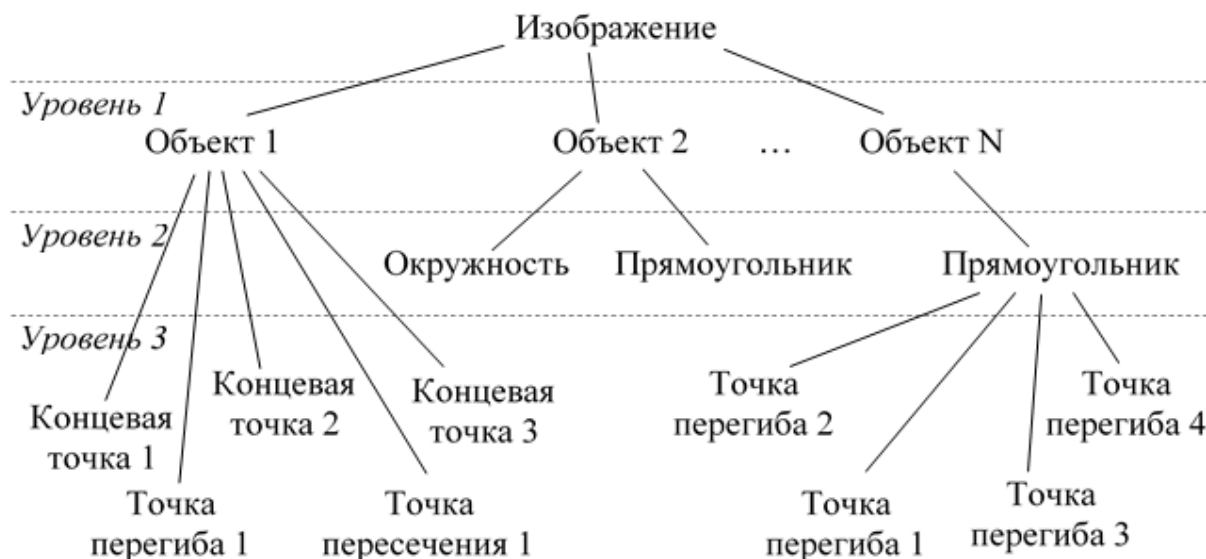 Изображение
Уровень 1
Объект 1
Объект 2
...
Объект N
Уровень 2
Окружность
Прямоугольник
Прямоугольник
Уровень 3
Концевая
точка 1
Концевая
точка 2
Концевая
точка 3
Точка
перегиба 1
Точка
пересечения 1
Точка
перегиба 2
Точка
перегиба 4
Точка
перегиба 1
Точка
перегиба 3